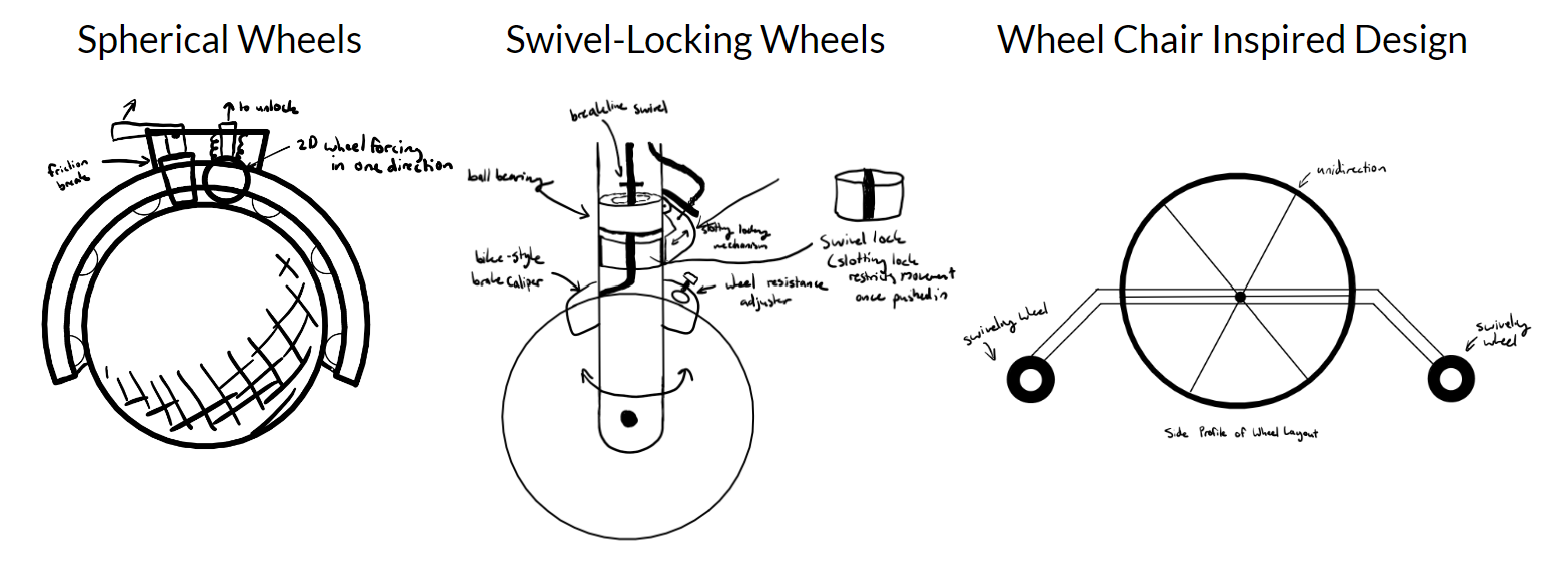 Spherical Wheels
to unlock
2D wheel forcing
in one direction
friction
break
Swivel-Locking Wheels
breakline swivel
ball bearing
slotting locking
mechanism
bike-style
brake caliper
wheel resistance
adjuster
Swivel lock
(slotting lock
restricts movement
once pushed in
Wheel Chair Inspired Design
unidirection
swiveling wheel
swiveling
wheel
Side Profile of Wheel Layout